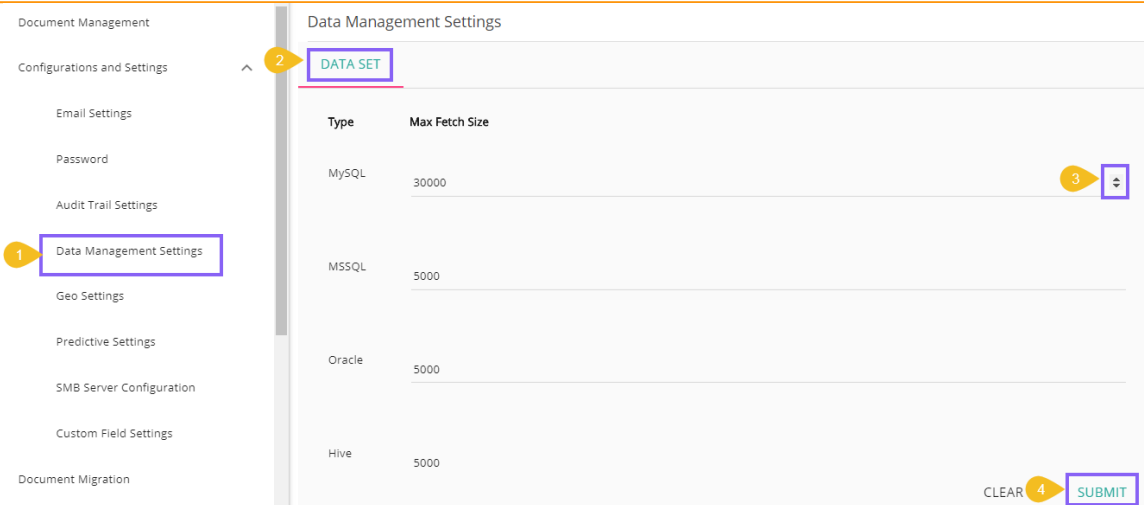 Document Management
Configurations and Settings
Email Settings
Password
Audit Trail Settings
1
Data Management Settings
Geo Settings
Predictive Settings
SMB Server Configuration
Custom Field Settings
Document Migration
Data Management Settings
2
DATA SET
Type Max Fetch Size
MySQL 30000 3
MSSQL 5000
Oracle 5000
Hive 5000
CLEAR 4 SUBMIT